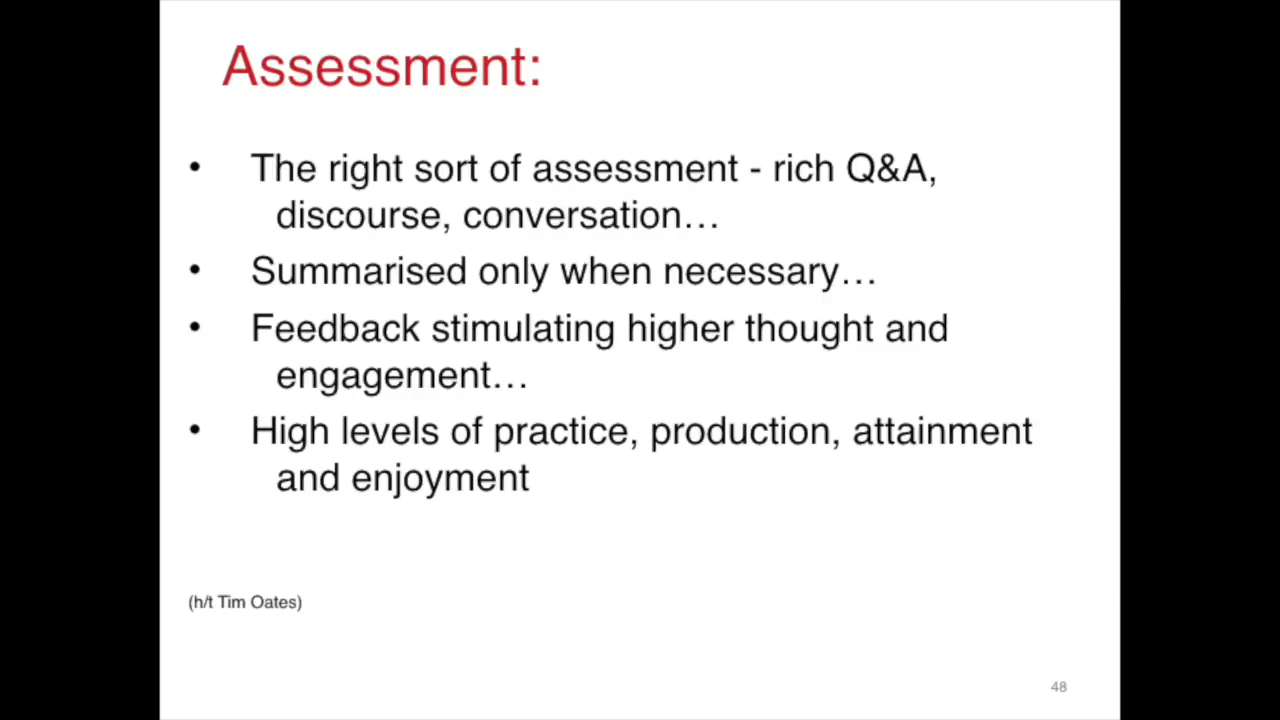 Assessment:
• The right sort of assessment - rich Q&A,
discourse, conversation…
• Summarised only when necessary…
• Feedback stimulating higher thought and
engagement…
• High levels of practice, production, attainment
and enjoyment
(h/t Tim Oates)
48